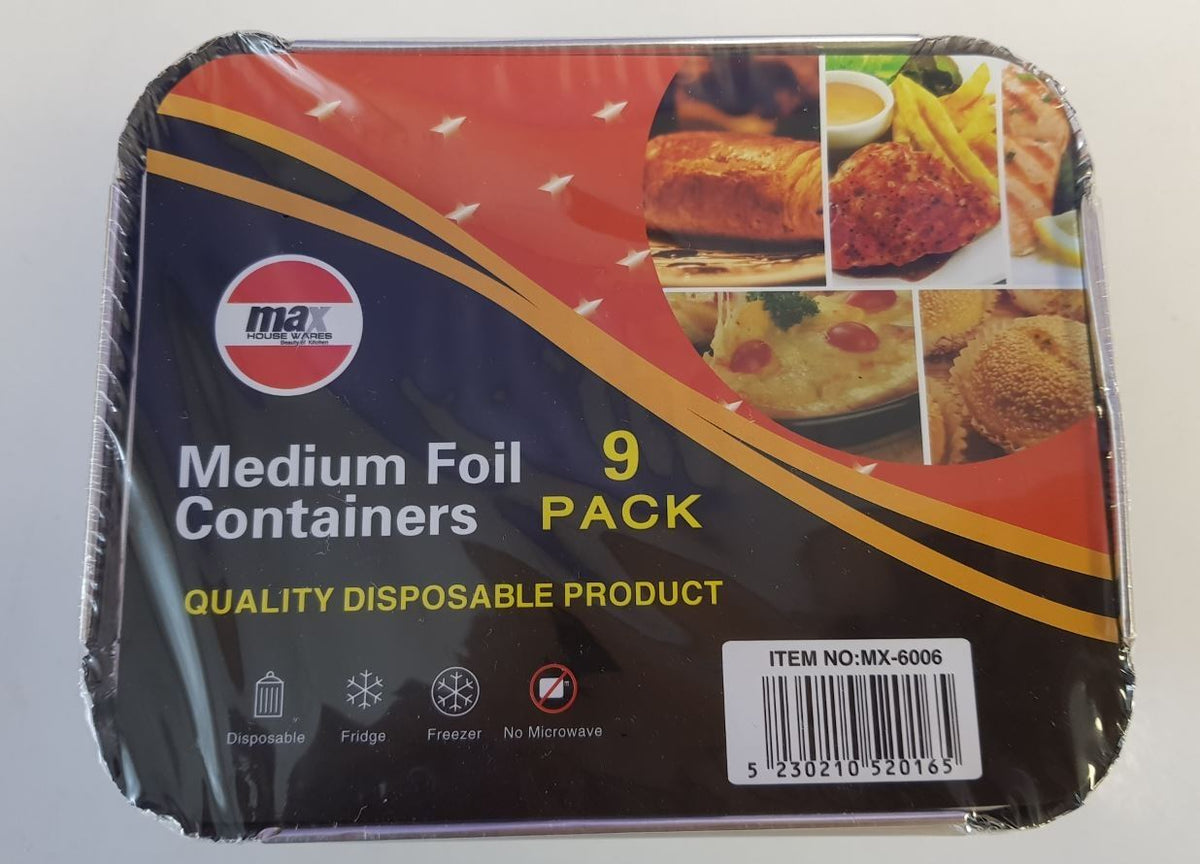 max
HOUSE WARES
Beauty of Kitchen
Medium Foil
Containers
9
PACK
QUALITY DISPOSABLE PRODUCT
Disposable
Fridge
Freezer
No Microwave
ITEM NO:MX-6006
5 230210 520165